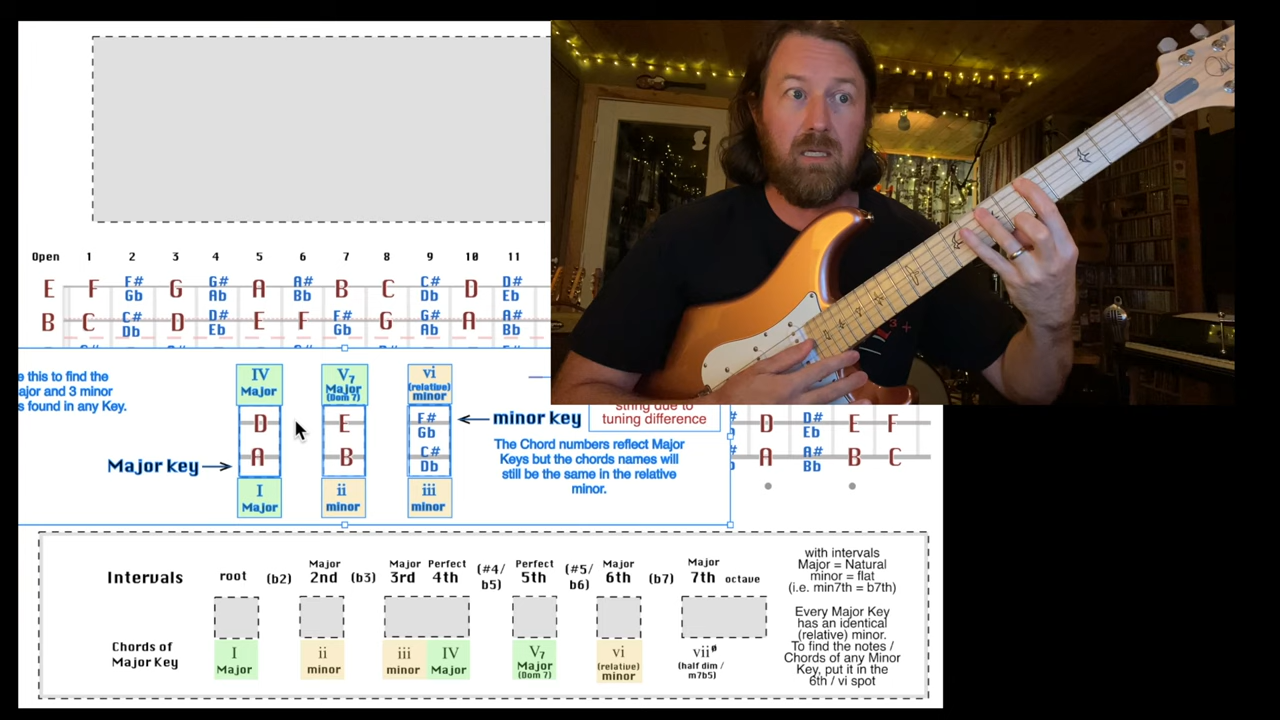 Open 1 2 3 4 5 6 7 8 9 10 11
E F F# Gb G G# Ab A A# Bb B C C# Db D D# Eb
B C C# Db D D# Eb E F F# Gb G G# Ab A A# Bb
e this to find the
ajor and 3 minor
s found in any Key.
IV
Major
V7
Major
(Dom 7)
vi
(relative)
minor
D E F# Gb
A B C# Db
Major key
I
Major
ii
minor
iii
minor
minor key
string due to
tuning difference
The Chord numbers reflect Major
Keys but the chords names will
still be the same in the relative
minor.
D D# Eb E F
A A# Bb B C
Intervals
root (b2) Major 2nd (b3) Major 3rd Perfect 4th (#4/ b5) Perfect 5th (#5/ b6) Major 6th (b7) Major 7th octave
Chords of
Major Key
I
Major
ii
minor
iii
minor
IV
Major
V7
Major
(Dom 7)
vi
(relative)
minor
viiø
(half dim /
m7b5)
with intervals
Major = Natural
minor = flat
(i.e. min7th = b7th)
Every Major Key
has an identical
(relative) minor.
To find the notes /
Chords of any Minor
Key, put it in the
6th / vi spot